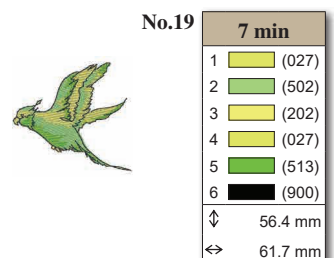 No.19
7 min
1 (027)
2 (502)
3 (202)
4 (027)
5 (513)
6 (900)
56.4 mm
61.7 mm